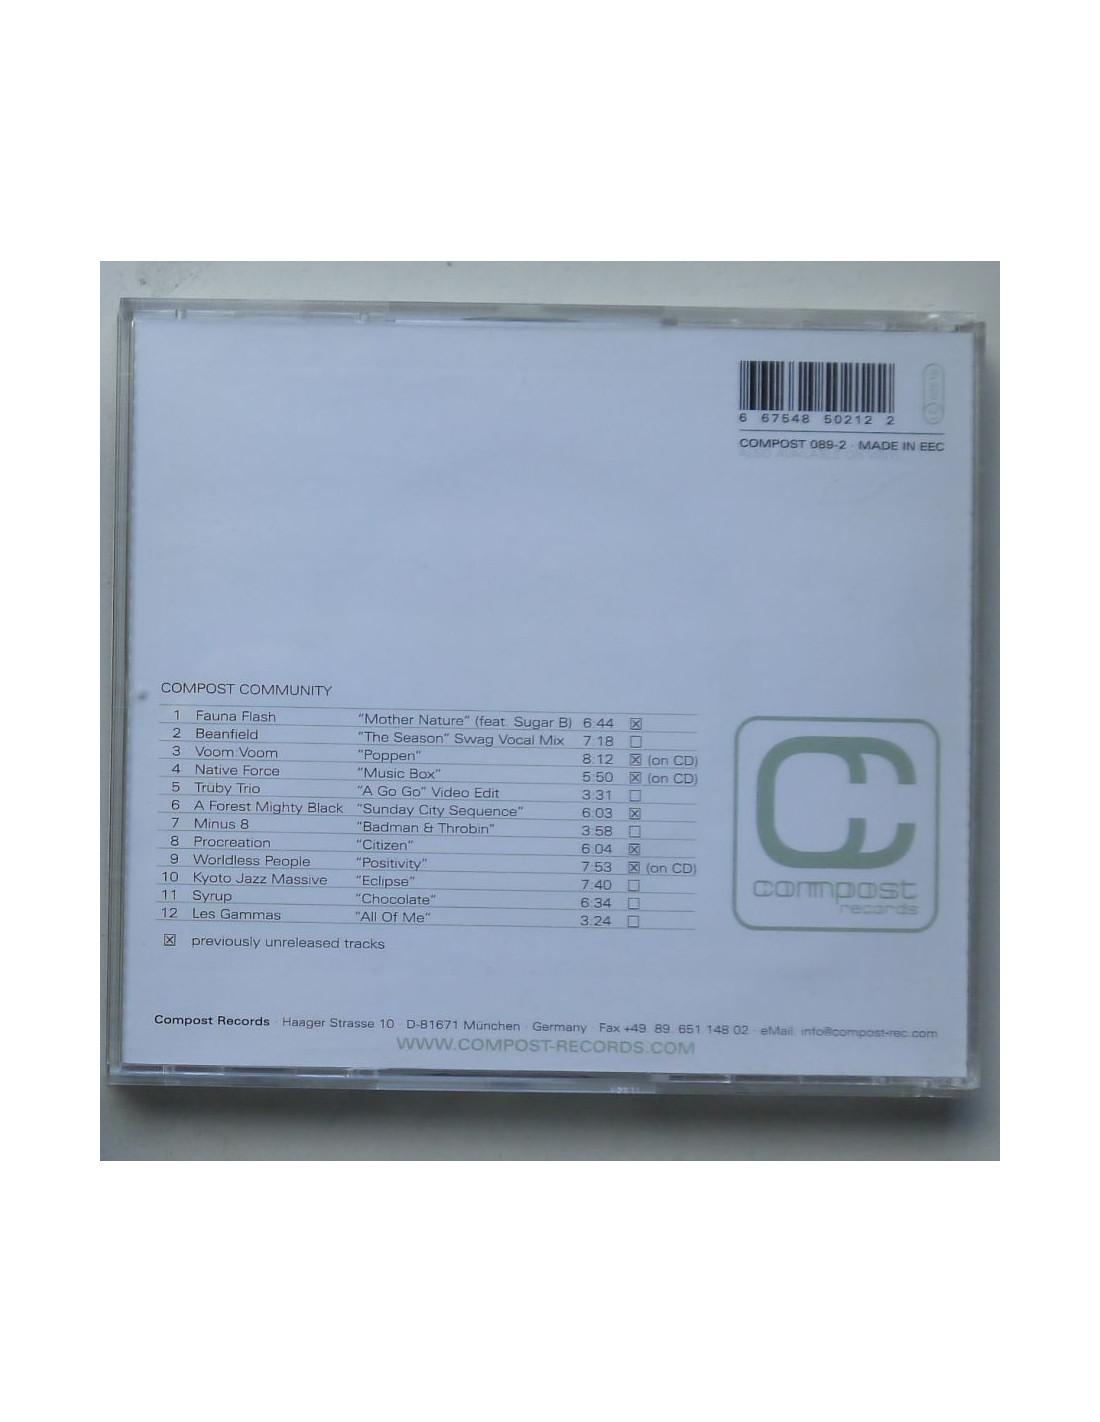 6 67548 50212 2
COMPOST 089-2 · MADE IN EEC
ALSO AVAILABLE ON VINYL
COMPOST COMMUNITY
1 Fauna Flash “Mother Nature” (feat. Sugar B) 6:44 ☒
2 Beanfield “The Season” Swag Vocal Mix 7:18 ☐
3 Voom:Voom “Poppen” 8:12 ☒ (on CD)
4 Native Force “Music Box” 5:50 ☒ (on CD)
5 Trüby Trio “A Go Go” Video Edit 3:31 ☐
6 A Forest Mighty Black “Sunday City Sequence” 6:03 ☒
7 Minus 8 “Badman & Throbin” 3:58 ☐
8 Procreation “Citizen” 6:04 ☒
9 Worldless People “Positivity” 7:53 ☒ (on CD)
10 Kyoto Jazz Massive “Eclipse” 7:40 ☐
11 Syrup “Chocolate” 6:34 ☐
12 Les Gammas “All Of Me” 3:24 ☐
☒ previously unreleased tracks
compost
records
Compost Records · Haager Strasse 10 · D-81671 München · Germany · Fax +49. 89. 651 148 02 · eMail. info@compost-rec.com
WWW.COMPOST-RECORDS.COM